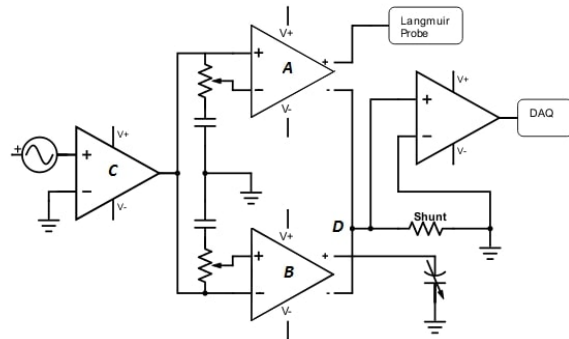 V+
A
+
−
+
-
V-
Langmuir
Probe
V+
+
−
V-
DAQ
+
V+
+
C
−
V-
Shunt
D
V+
+
B
−
+
-
V-